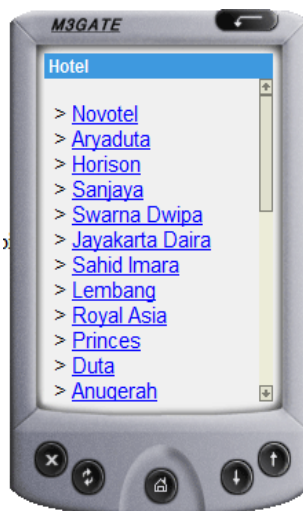 M3GATE
Hotel
> Novotel
> Aryaduta
> Horison
> Sanjaya
> Swarna Dwipa
> Jayakarta Daira
> Sahid Imara
> Lembang
> Royal Asia
> Princes
> Duta
> Anugerah